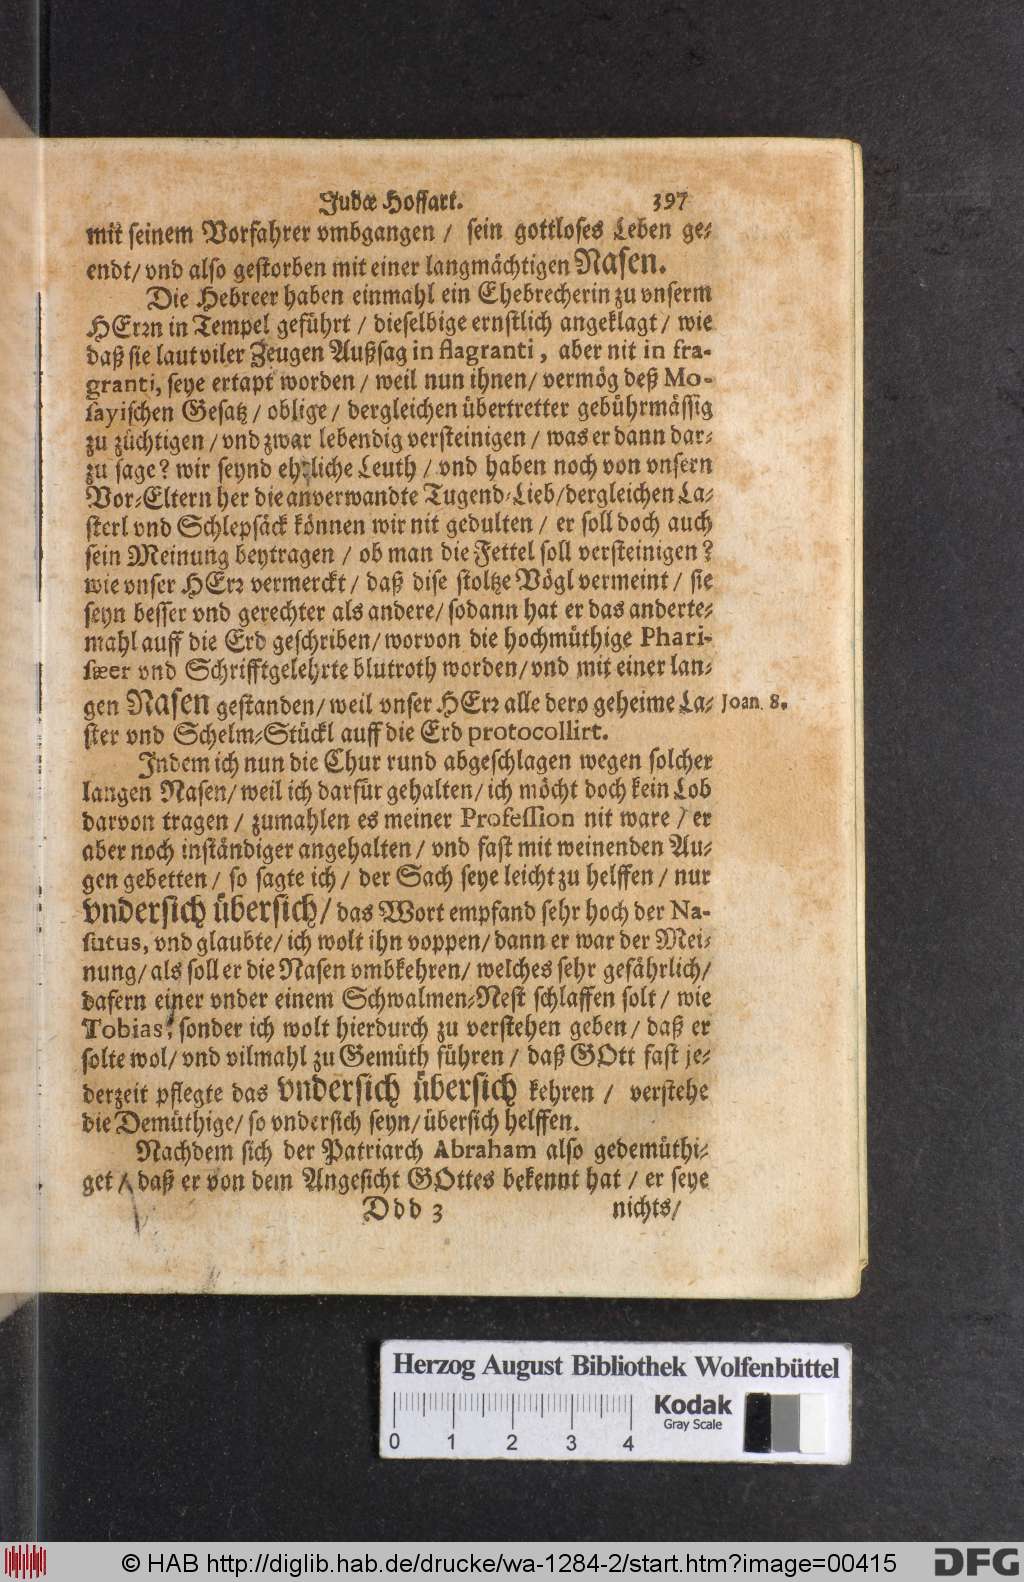 Judæ Hoffart. 397
mit seinem Vorfahrer vmbgangen / sein gottloses Leben ge-
endt/ vnd also gestorben mit einer langmächtigen Nasen.
Die Hebreer haben einmahl ein Ehebrecherin zu vnserm
HErrn in Tempel geführt / dieselbige ernstlich angeklagt / wie
daß sie laut viler Zeugen Außsag in flagranti, aber nit in fra-
granti, seye ertapt worden / weil nun ihnen / vermög deß Mo-
sayischen Gesatz / oblige / dergleichen übertretter gebührmässig
zu züchtigen / vnd zwar lebendig versteinigen / was er dann dar-
zu sage? wir seynd ehrliche Leuth / vnd haben noch von vnsern
Vor-Eltern her die anverwandte Tugend-Lieb/ dergleichen La-
sterl vnd Schlepsäck können wir nit gedulten / er soll doch auch
sein Meinung beytragen / ob man die Fettel soll versteinigen?
wie vnser HErr vermerckt / daß dise stoltze Vögl vermeint / sie
seyn besser vnd gerechter als andere / sodann hat er das anderte-
mahl auff die Erd geschriben/ worvon die hochmüthige Phari-
sæer vnd Schrifftgelehrte blutroth worden/ vnd mit einer lan-
gen Nasen gestanden/ weil vnser HErr alle dero geheime La- Joan. 8.
ster vnd Schelm-Stückl auff die Erd protocollirt.
Indem ich nun die Chur rund abgeschlagen wegen solcher
langen Nasen/ weil ich darfür gehalten / ich möcht doch kein Lob
darvon tragen / zumahlen es meiner Profession nit ware / er
aber noch inständiger angehalten / vnd fast mit weinenden Au-
gen gebetten / so sagte ich / der Sach seye leicht zu helffen / nur
vndersich übersich/ das Wort empfand sehr hoch der Na-
sutus, vnd glaubte/ ich wolt ihn voppen/ dann er war der Mei-
nung/ als soll er die Nasen vmbkehren/ welches sehr gefährlich/
dafern einer vnder einem Schwalmen-Nest schlaffen solt / wie
Tobias, sonder ich wolt hierdurch zu verstehen geben / daß er
solte wol/ vnd vilmahl zu Gemüth führen / daß GOtt fast je-
derzeit pflegte das vndersich übersich kehren / verstehe
die Demüthige/ so vndersich seyn/ übersich helffen.
Nachdem sich der Patriarch Abraham also gedemüthi-
get / daß er von dem Angesicht GOttes bekennt hat / er seye
Ddd 3 nichts/
Herzog August Bibliothek Wolfenbüttel
Kodak
Gray Scale
0 1 2 3 4
© HAB http://diglib.hab.de/drucke/wa-1284-2/start.htm?image=00415
DFG